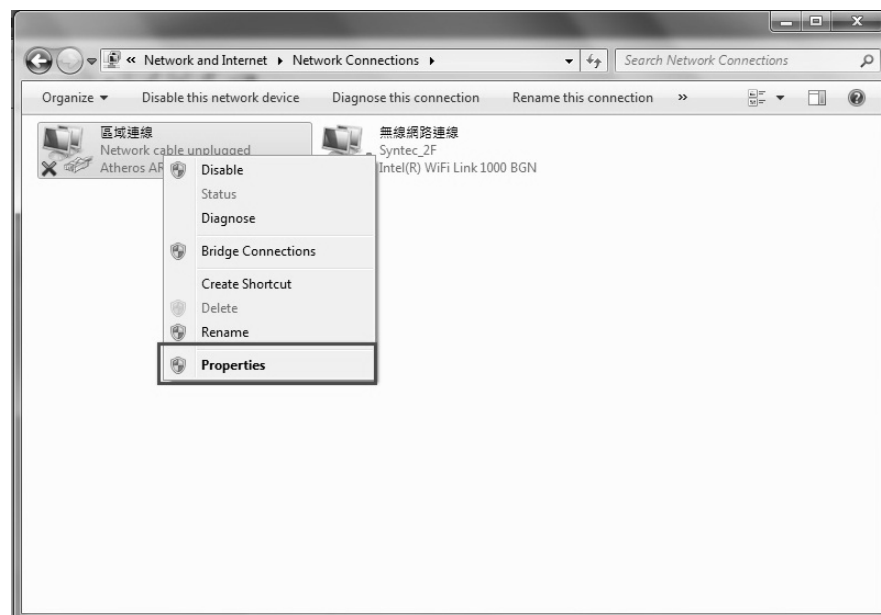 « Network and Internet ▸ Network Connections ▸
Search Network Connections
Organize ▾ Disable this network device Diagnose this connection Rename this connection »
區域連線
Network cable unplugged
Atheros AR
無線網路連線
Syntec_2F
Intel(R) WiFi Link 1000 BGN
Disable
Status
Diagnose
Bridge Connections
Create Shortcut
Delete
Rename
Properties